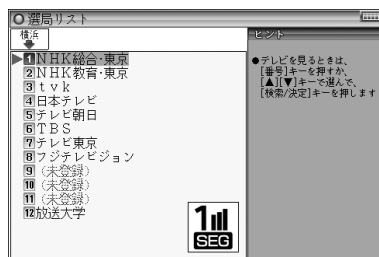 選局リスト
横浜
1NHK総合・東京
2NHK教育・東京
3tvk
4日本テレビ
5テレビ朝日
6TBS
7テレビ東京
8フジテレビジョン
9(未登録)
10(未登録)
11(未登録)
12放送大学
1SEG
ヒント
●テレビを見るときは、
[番号]キーを押すか、
[▲][▼]キーで選んで、
[検索/決定]キーを押します